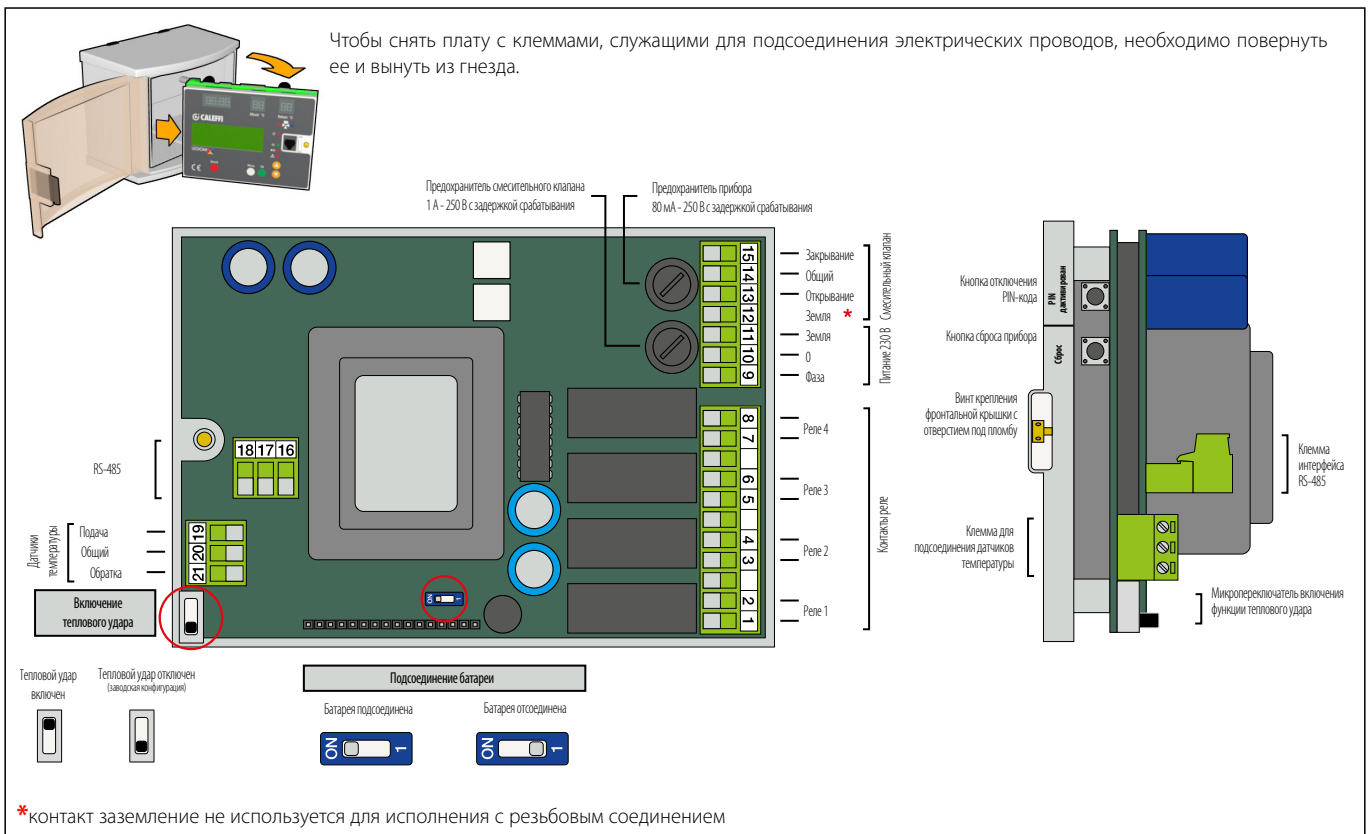 Чтобы снять плату с клеммами, служащими для подсоединения электрических проводов, необходимо повернуть
ее и вынуть из гнезда.
CALEFFI
CE
Предохранитель смесительного клапана
1 А - 250 В с задержкой срабатывания
Предохранитель прибора
80 мА - 250 В с задержкой срабатывания
15
14
13
12
11
10
9
Закрывание
Общий
Открывание
Земля *
Земля
0
Фаза
Смесительный клапан
Питание 230 В
8
7
6
5
4
3
2
1
Реле 4
Реле 3
Реле 2
Реле 1
Контакты реле
RS-485
18 17 16
Датчики
температуры
Подача
Общий
Обратка
19
20
21
Включение
теплового удара
ON 1
Тепловой удар
включен
Тепловой удар отключен
(заводская конфигурация)
Подсоединение батареи
Батарея подсоединена
ON 1
Батарея отсоединена
ON 1
Кнопка отключения
PIN-кода
Кнопка сброса прибора
PIN
дактивирован
Сброс
Винт крепления
фронтальной крышки с
отверстием под пломбу
Клемма
интерфейса
RS-485
Клемма для
подсоединения датчиков
температуры
Микропереключатель включения
функции теплового удара
*контакт заземление не используется для исполнения с резьбовым соединением